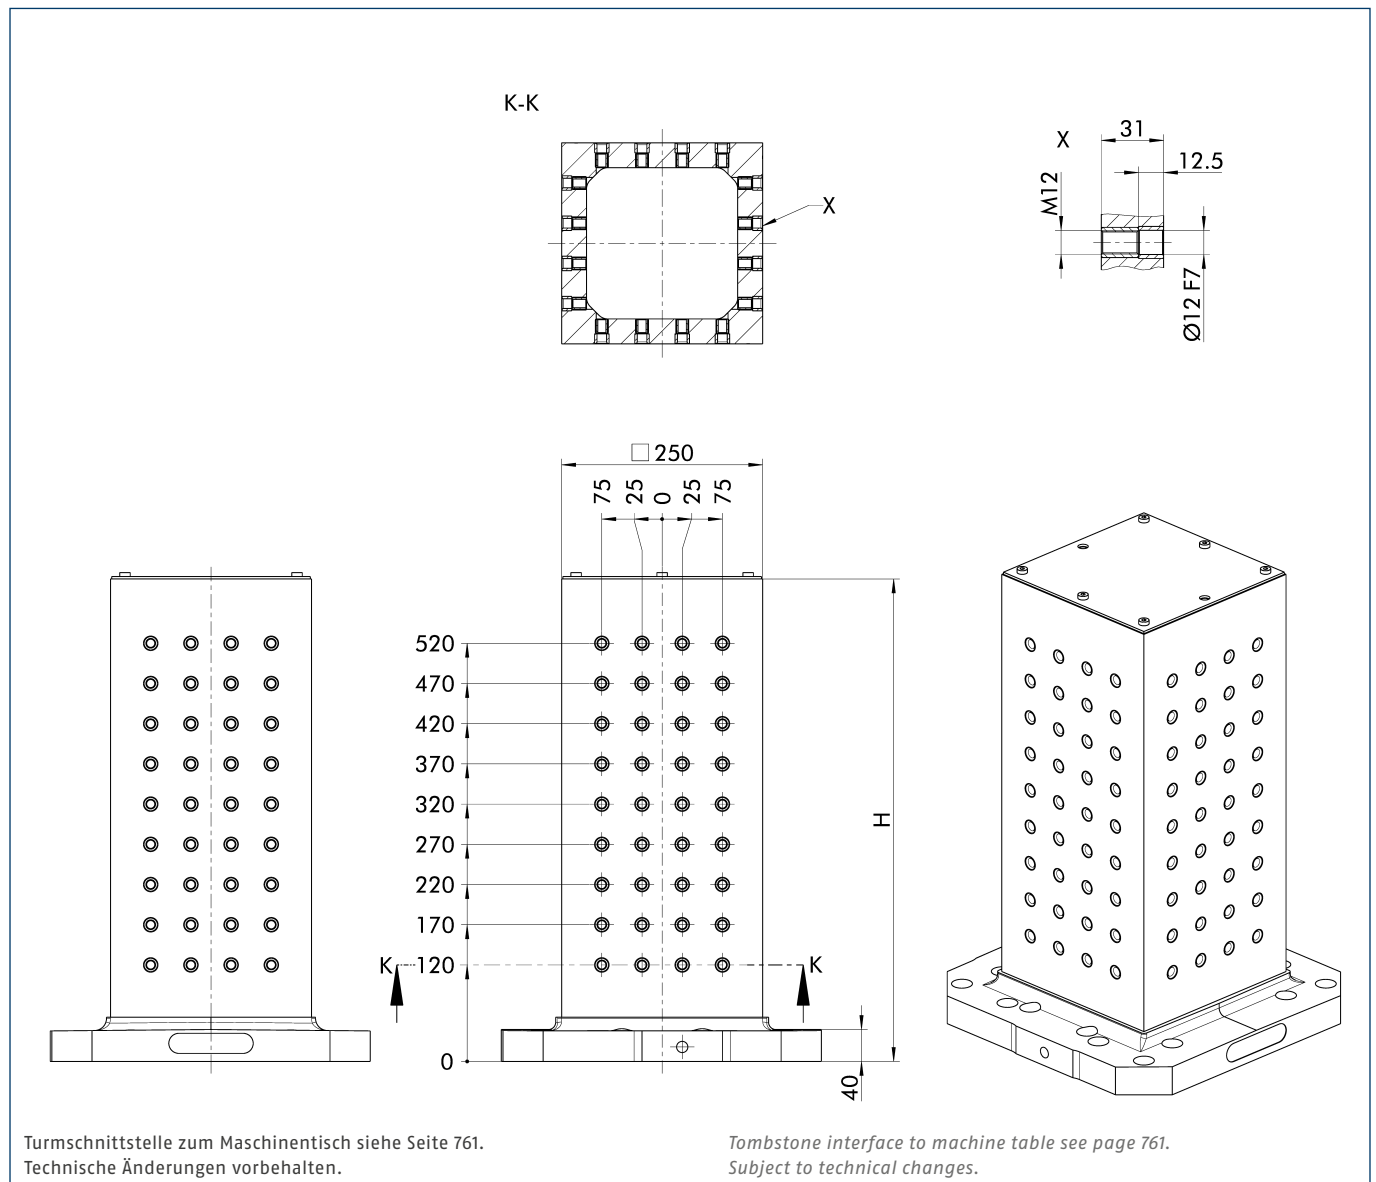 K-K
X
X
31
12.5
M12
Ø12 F7
□ 250
75
25
0
25
75
520
470
420
370
320
270
220
170
120
0
K
K
H
40
Turmschnittstelle zum Maschinentisch siehe Seite 761.
Technische Änderungen vorbehalten.
Tombstone interface to machine table see page 761.
Subject to technical changes.